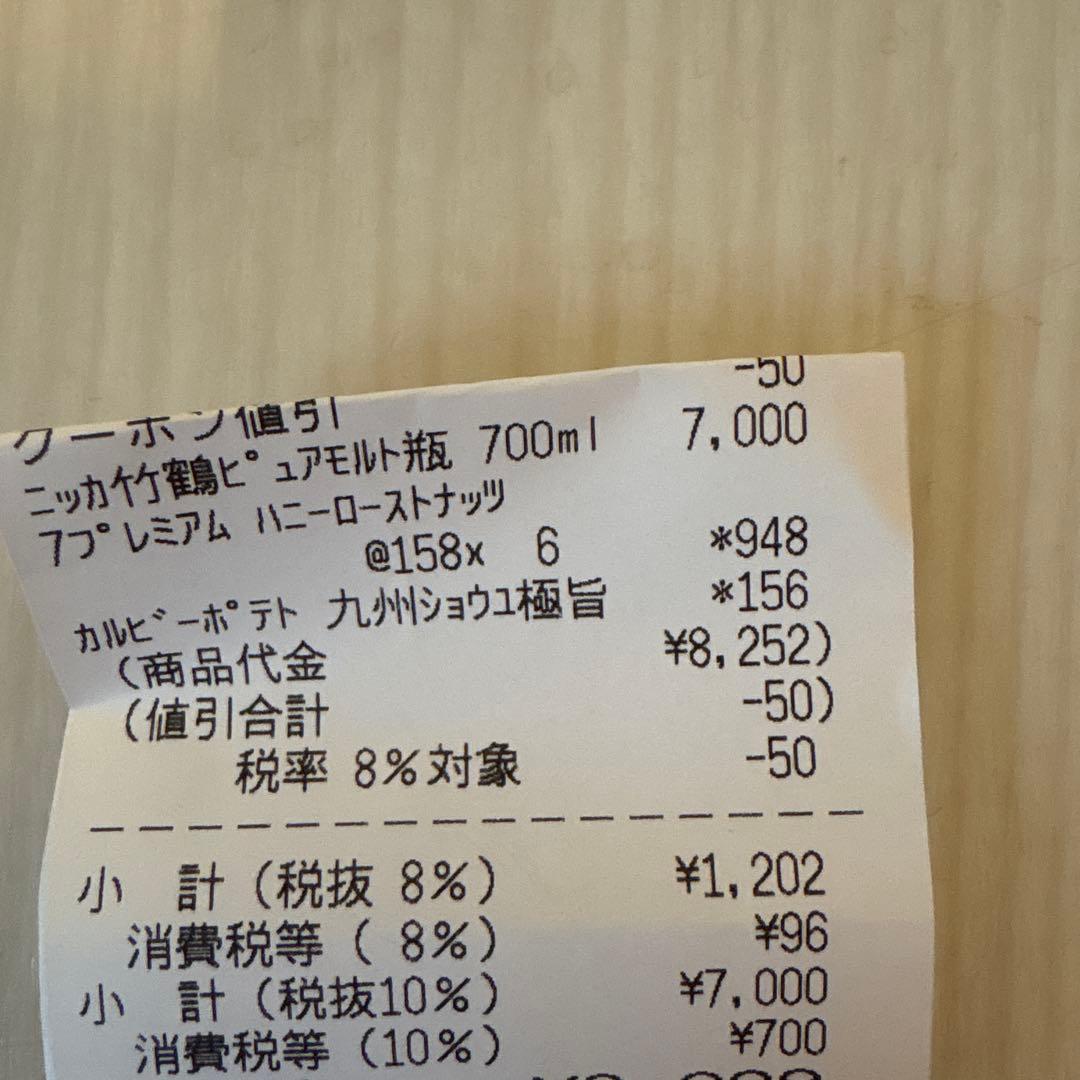 クーポン値引 -50
ニッカ竹鶴ピュアモルト瓶 700ml 7,000
7プレミアム ハニーローストナッツ
@158x 6 *948
カルビーポテト 九州ショウユ極旨 *156
(商品代金 ¥8,252)
(値引合計 -50)
税率 8%対象 -50
小 計(税抜 8%) ¥1,202
消費税等( 8%) ¥96
小 計(税抜10%) ¥7,000
消費税等(10%) ¥700